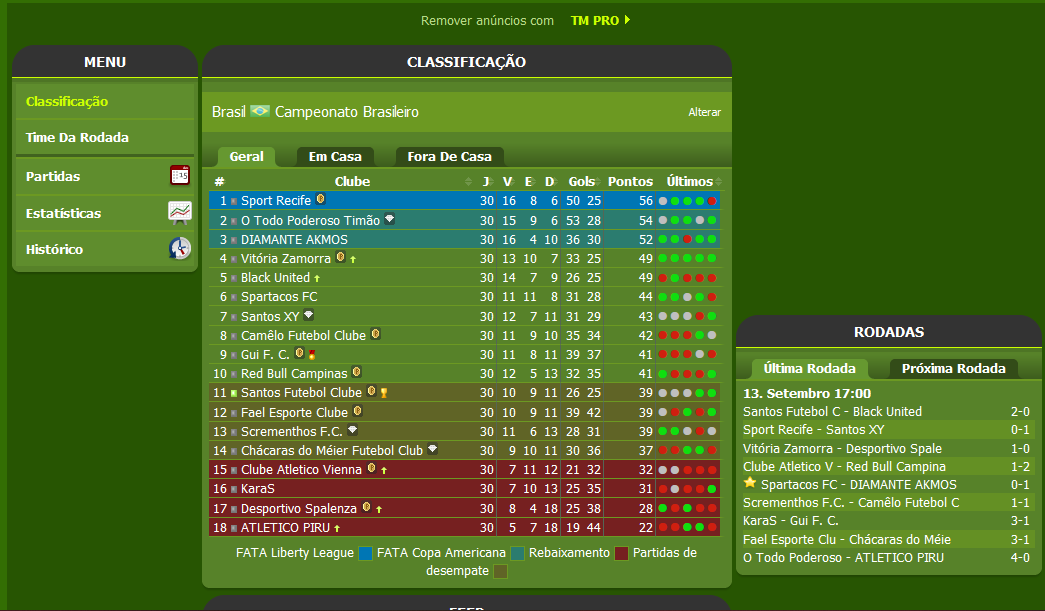 Remover anúncios com TM PRO
MENU
Classificação
Time Da Rodada
Partidas
15
Estatísticas
Histórico
CLASSIFICAÇÃO
Brasil Campeonato Brasileiro Alterar
Geral Em Casa Fora De Casa
# Clube J V E D Gols Pontos Últimos
1 Sport Recife 30 16 8 6 50 25 56
2 O Todo Poderoso Timão 30 15 9 6 53 28 54
3 DIAMANTE AKMOS 30 16 4 10 36 30 52
4 Vitória Zamorra 30 13 10 7 33 25 49
5 Black United 30 14 7 9 26 25 49
6 Spartacos FC 30 11 11 8 31 28 44
7 Santos XY 30 12 7 11 31 29 43
8 Camêlo Futebol Clube 30 11 9 10 35 34 42
9 Gui F. C. 30 11 8 11 39 37 41
10 Red Bull Campinas 30 12 5 13 32 35 41
11 Santos Futebol Clube 30 10 9 11 26 25 39
12 Fael Esporte Clube 30 10 9 11 39 42 39
13 Scrementhos F.C. 30 11 6 13 28 31 39
14 Chácaras do Méier Futebol Club 30 9 10 11 30 36 37
15 Clube Atletico Vienna 30 7 11 12 21 32 32
16 KaraS 30 7 10 13 25 35 31
17 Desportivo Spalenza 30 8 4 18 25 38 28
18 ATLETICO PIRU 30 5 7 18 19 44 22
FATA Liberty League FATA Copa Americana Rebaixamento Partidas de
desempate
FEED
RODADAS
Última Rodada Próxima Rodada
13. Setembro 17:00
Santos Futebol C - Black United 2-0
Sport Recife - Santos XY 0-1
Vitória Zamorra - Desportivo Spale 1-0
Clube Atletico V - Red Bull Campina 1-2
Spartacos FC - DIAMANTE AKMOS 0-1
Scrementhos F.C. - Camêlo Futebol C 1-1
KaraS - Gui F. C. 3-1
Fael Esporte Clu - Chácaras do Méie 3-1
O Todo Poderoso - ATLETICO PIRU 4-0